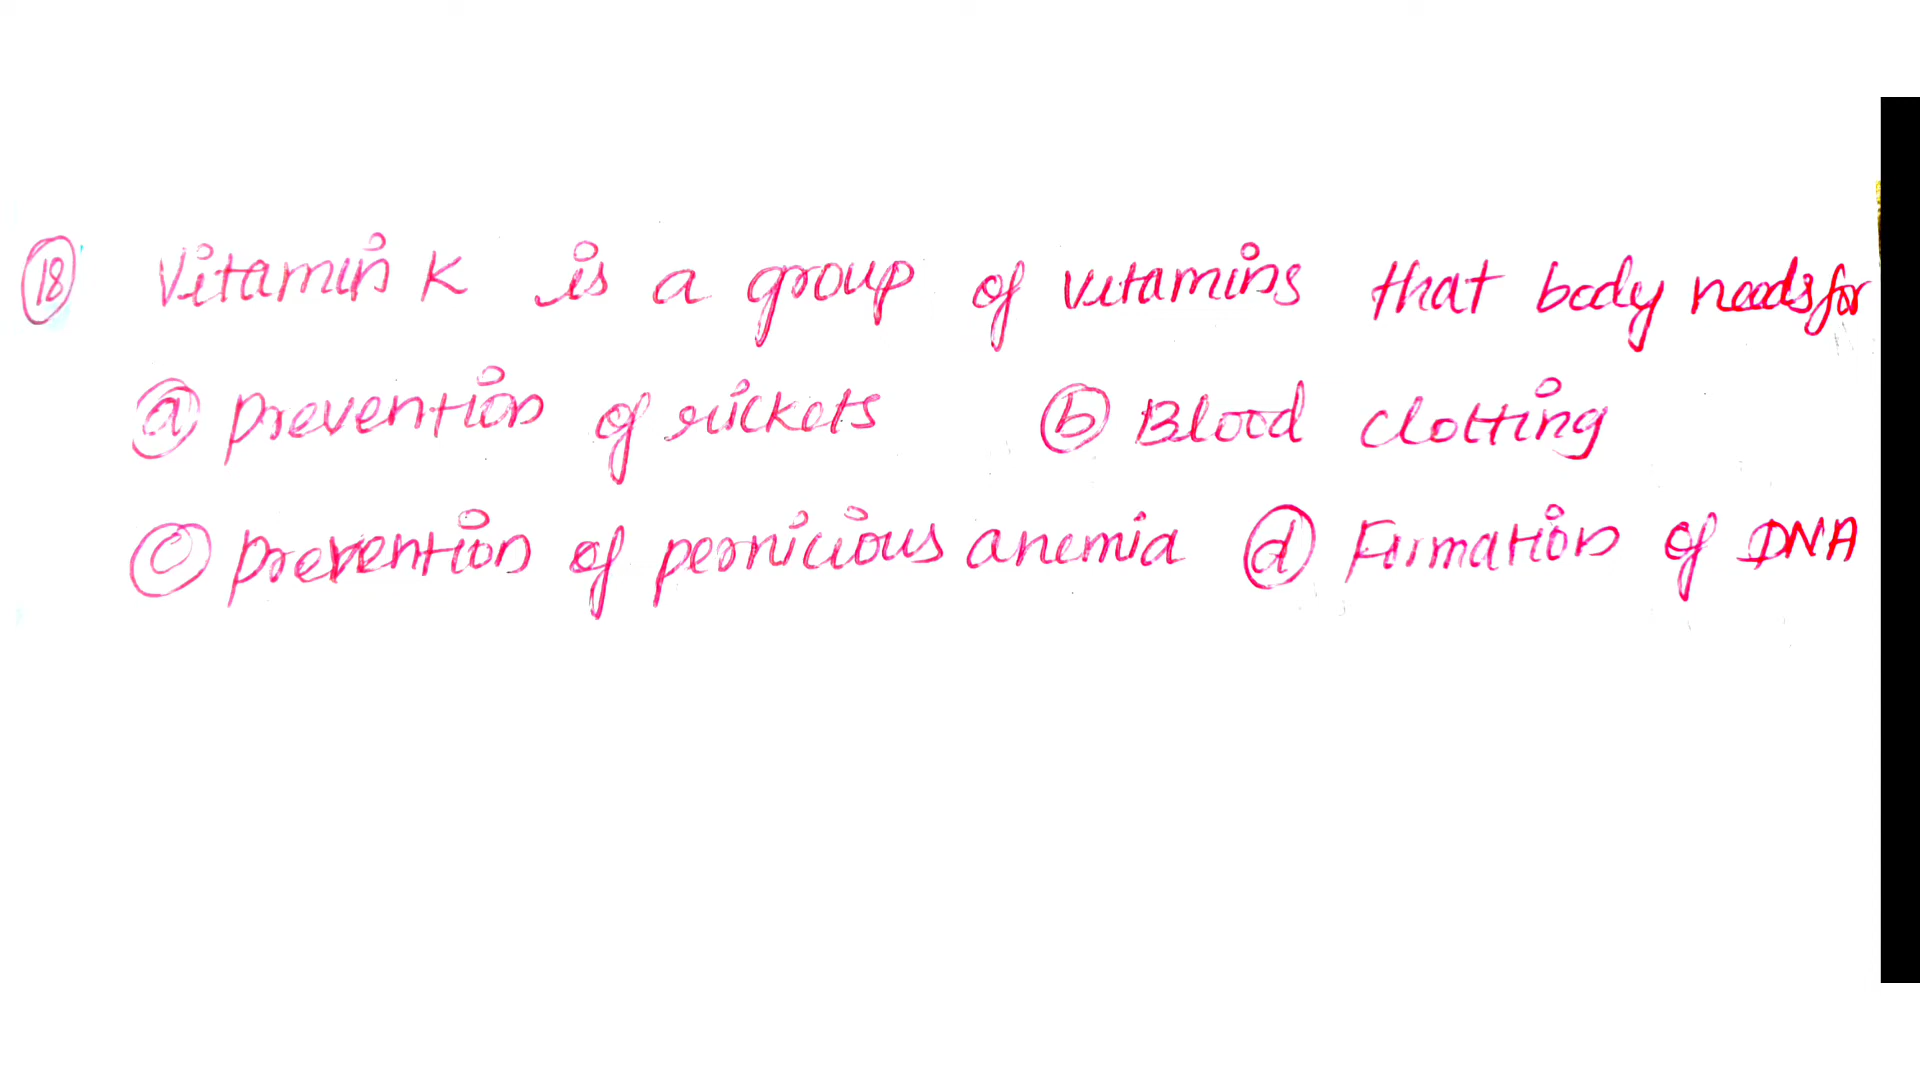 18 Vitamin K is a group of vitamins that body needs for
a prevention of rickets b Blood clotting
c prevention of pernicious anemia d Formation of DNA